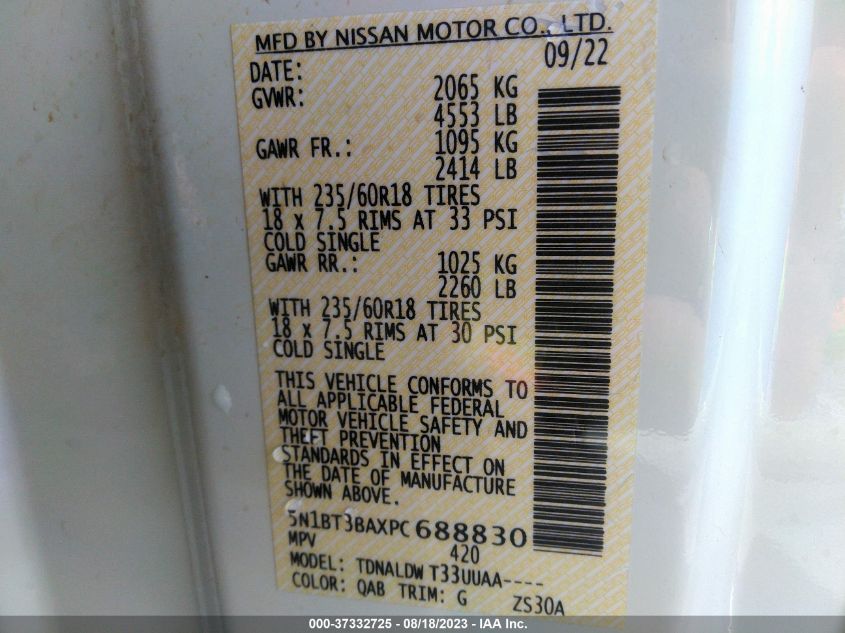 MFD BY NISSAN MOTOR CO., LTD.
DATE: 09/22
GVWR: 2065 KG
4553 LB
GAWR FR.: 1095 KG
2414 LB
WITH 235/60R18 TIRES
18 x 7.5 RIMS AT 33 PSI
COLD SINGLE
GAWR RR.: 1025 KG
2260 LB
WITH 235/60R18 TIRES
18 x 7.5 RIMS AT 30 PSI
COLD SINGLE
THIS VEHICLE CONFORMS TO
ALL APPLICABLE FEDERAL
MOTOR VEHICLE SAFETY AND
THEFT PREVENTION
STANDARDS IN EFFECT ON
THE DATE OF MANUFACTURE
SHOWN ABOVE.
5N1BT3BAXPC688830
MPV 420
MODEL: TDNALDW T33UUAA----
COLOR: QAB TRIM: G ZS30A
000-37332725 - 08/18/2023 - IAA Inc.